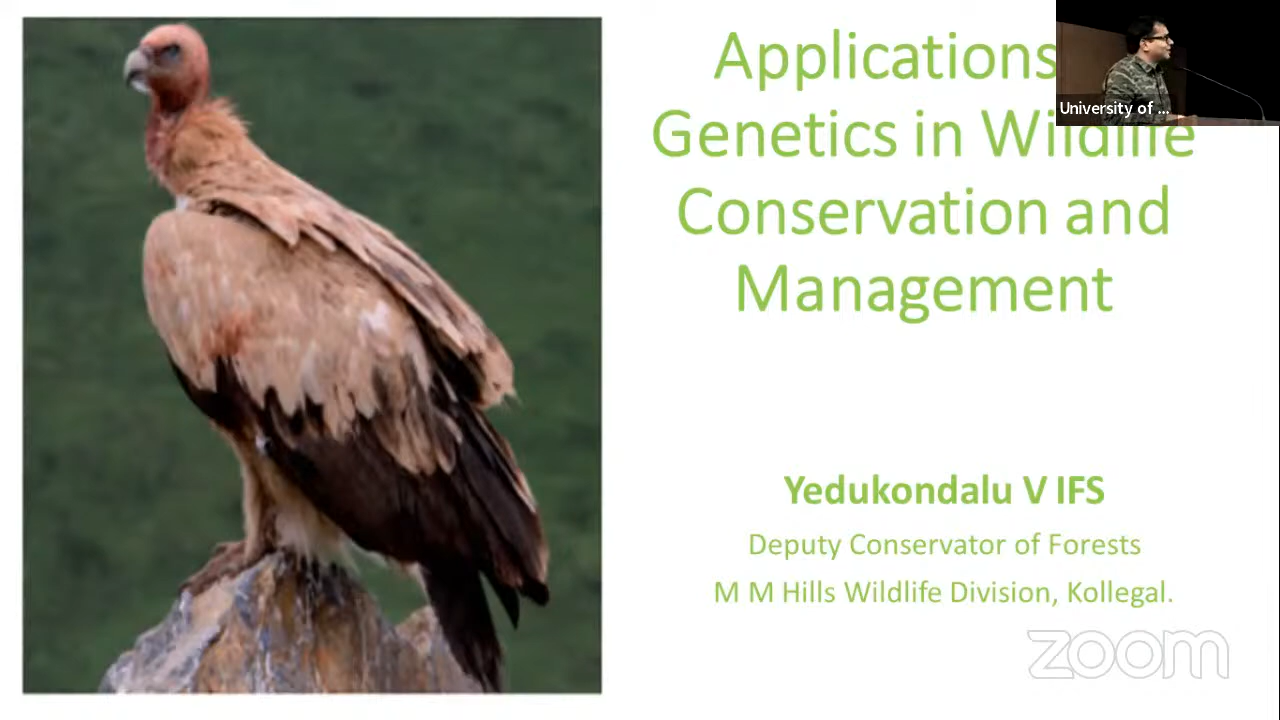 Applications
Genetics in Wildlife
Conservation and
Management
University of ...
Yedukondalu V IFS
Deputy Conservator of Forests
M M Hills Wildlife Division, Kollegal.
zoom